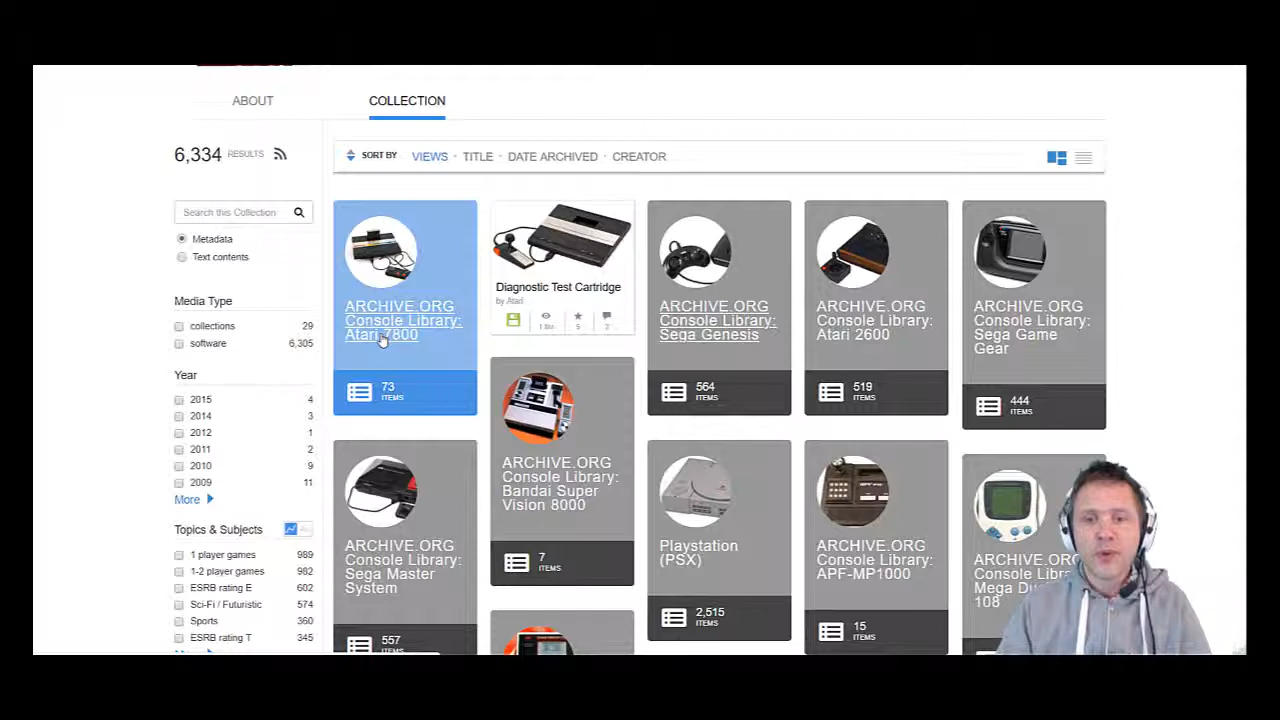 ABOUT
COLLECTION
6,334 RESULTS
SORT BY VIEWS · TITLE · DATE ARCHIVED · CREATOR
Search this Collection
Metadata
Text contents
Media Type
collections 29
software 6,305
Year
2015 4
2014 3
2012 1
2011 2
2010 9
2009 11
More
Topics & Subjects
1 player games 989
1-2 player games 982
ESRB rating E 602
Sci-Fi / Futuristic 574
Sports 360
ESRB rating T 345
ARCHIVE.ORG
Console Library:
Atari 7800
73
ITEMS
Diagnostic Test Cartridge
by Atari
1.8M 5 2
ARCHIVE.ORG
Console Library:
Sega Genesis
564
ITEMS
ARCHIVE.ORG
Console Library:
Atari 2600
519
ITEMS
ARCHIVE.ORG
Console Library:
Sega Game
Gear
444
ITEMS
ARCHIVE.ORG
Console Library:
Sega Master
System
557
ITEMS
ARCHIVE.ORG
Console Library:
Bandai Super
Vision 8000
7
ITEMS
Playstation
(PSX)
2,515
ITEMS
ARCHIVE.ORG
Console Library:
APF-MP1000
15
ITEMS
ARCHIVE.ORG
Console
Mega
108